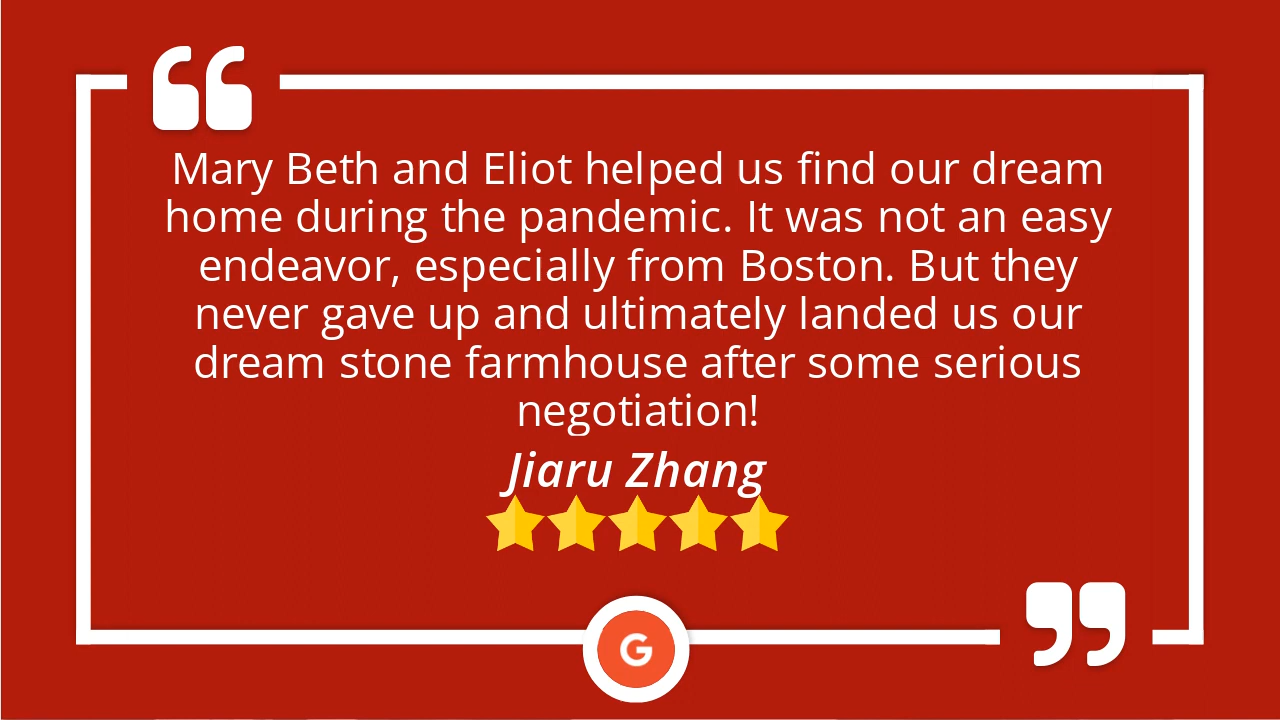 Mary Beth and Eliot helped us find our dream
home during the pandemic. It was not an easy
endeavor, especially from Boston. But they
never gave up and ultimately landed us our
dream stone farmhouse after some serious
negotiation!
Jiaru Zhang
G